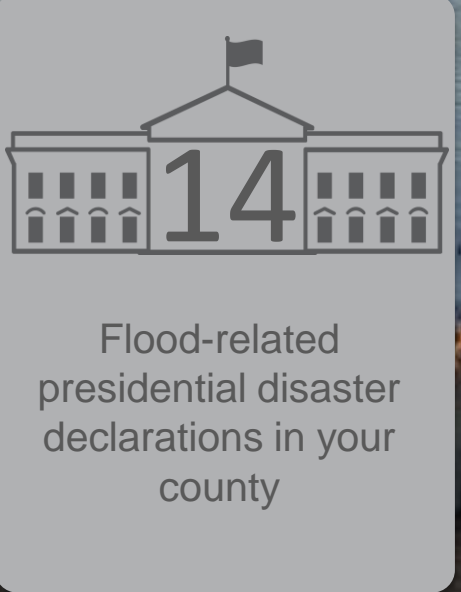 14
Flood-related
presidential disaster
declarations in your
county